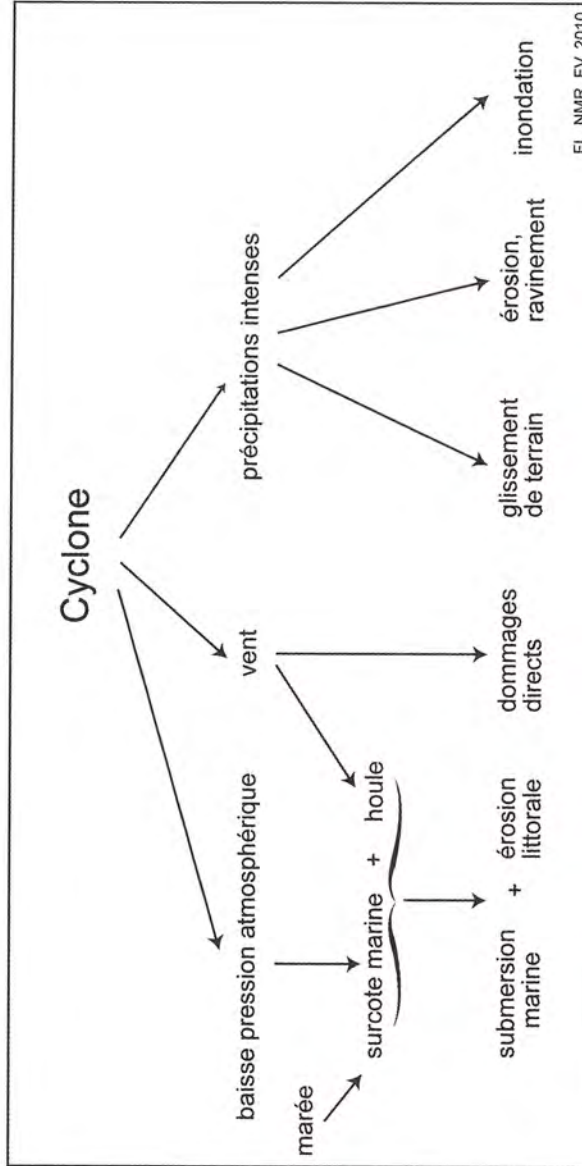 Cyclone
baisse pression atmosphérique
vent
précipitations intenses
marée
surcote marine + houle
submersion
marine
+
érosion
littorale
dommages
directs
glissement
de terrain
érosion,
ravinement
inondation